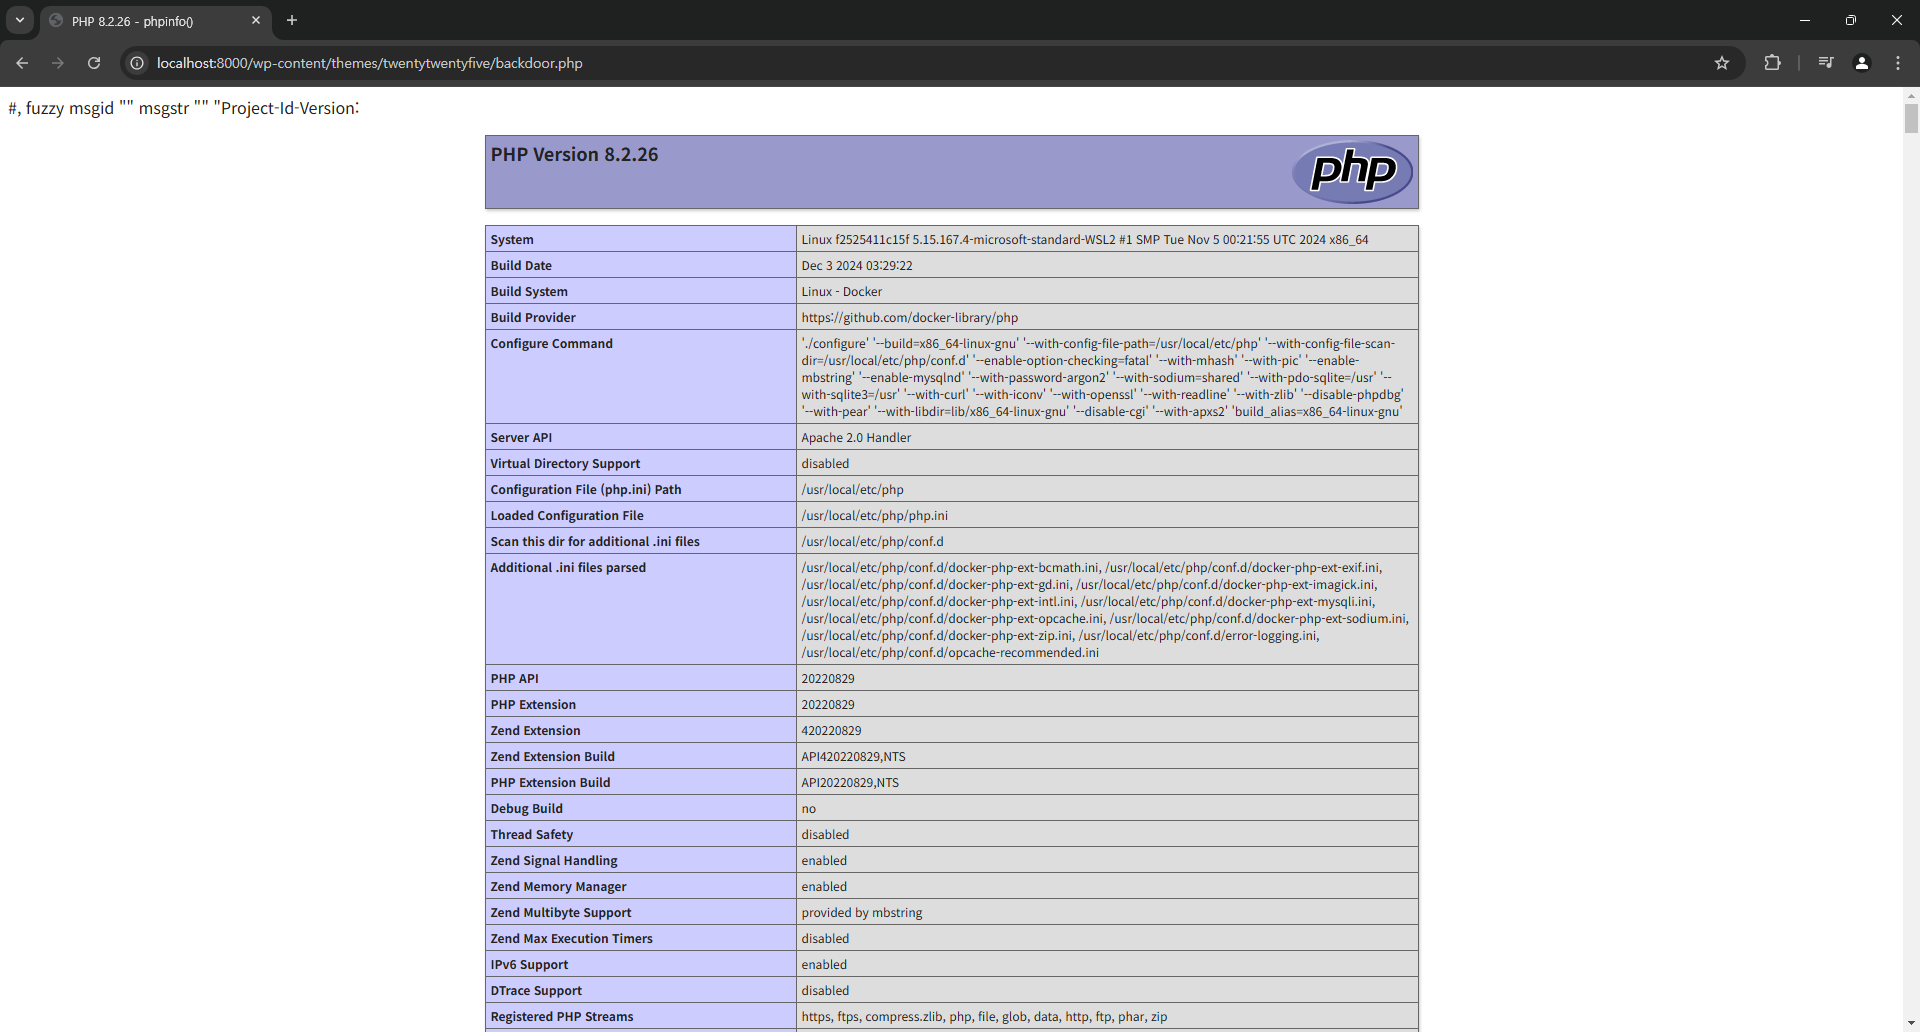 PHP 8.2.26 - phpinfo()
localhost:8000/wp-content/themes/twentytwentyfive/backdoor.php
#, fuzzy msgid "" msgstr "" "Project-Id-Version:
PHP Version 8.2.26
php
System Linux f2525411c15f 5.15.167.4-microsoft-standard-WSL2 #1 SMP Tue Nov 5 00:21:55 UTC 2024 x86_64
Build Date Dec 3 2024 03:29:22
Build System Linux - Docker
Build Provider https://github.com/docker-library/php
Configure Command './configure' '--build=x86_64-linux-gnu' '--with-config-file-path=/usr/local/etc/php' '--with-config-file-scan-
dir=/usr/local/etc/php/conf.d' '--enable-option-checking=fatal' '--with-mhash' '--with-pic' '--enable-
mbstring' '--enable-mysqlnd' '--with-password-argon2' '--with-sodium=shared' '--with-pdo-sqlite=/usr' '--
with-sqlite3=/usr' '--with-curl' '--with-iconv' '--with-openssl' '--with-readline' '--with-zlib' '--disable-phpdbg'
'--with-pear' '--with-libdir=lib/x86_64-linux-gnu' '--disable-cgi' '--with-apxs2' 'build_alias=x86_64-linux-gnu'
Server API Apache 2.0 Handler
Virtual Directory Support disabled
Configuration File (php.ini) Path /usr/local/etc/php
Loaded Configuration File /usr/local/etc/php/php.ini
Scan this dir for additional .ini files /usr/local/etc/php/conf.d
Additional .ini files parsed /usr/local/etc/php/conf.d/docker-php-ext-bcmath.ini, /usr/local/etc/php/conf.d/docker-php-ext-exif.ini,
/usr/local/etc/php/conf.d/docker-php-ext-gd.ini, /usr/local/etc/php/conf.d/docker-php-ext-imagick.ini,
/usr/local/etc/php/conf.d/docker-php-ext-intl.ini, /usr/local/etc/php/conf.d/docker-php-ext-mysqli.ini,
/usr/local/etc/php/conf.d/docker-php-ext-opcache.ini, /usr/local/etc/php/conf.d/docker-php-ext-sodium.ini,
/usr/local/etc/php/conf.d/docker-php-ext-zip.ini, /usr/local/etc/php/conf.d/error-logging.ini,
/usr/local/etc/php/conf.d/opcache-recommended.ini
PHP API 20220829
PHP Extension 20220829
Zend Extension 420220829
Zend Extension Build API420220829,NTS
PHP Extension Build API20220829,NTS
Debug Build no
Thread Safety disabled
Zend Signal Handling enabled
Zend Memory Manager enabled
Zend Multibyte Support provided by mbstring
Zend Max Execution Timers disabled
IPv6 Support enabled
DTrace Support disabled
Registered PHP Streams https, ftps, compress.zlib, php, file, glob, data, http, ftp, phar, zip